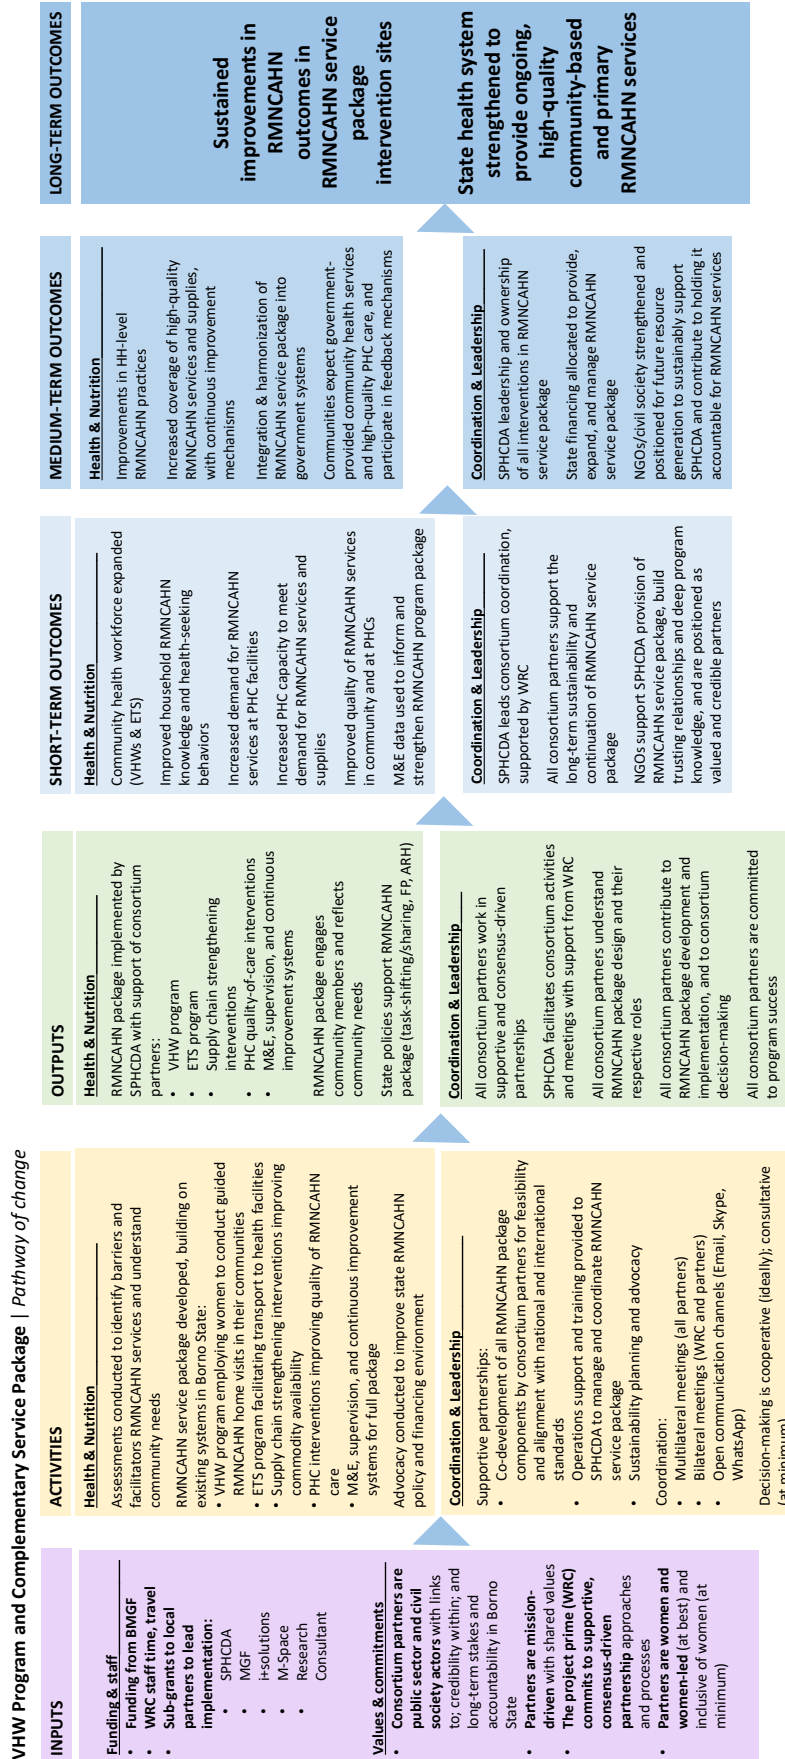 VHW Program and Complementary Service Package | Pathway of change
INPUTS
Funding & staff
• Funding from BMGF
• WRC staff time, travel
• Sub-grants to local
partners to lead
implementation:
• SPHCDA
• MGF
• i+solutions
• M-Space
• Research
Consultant
Values & commitments
• Consortium partners are
public sector and civil
society actors with links
to; credibility within; and
long-term stakes and
accountability in Borno
State
• Partners are mission-
driven with shared values
• The project prime (WRC)
commits to supportive,
consensus-driven
partnership approaches
and processes
• Partners are women and
women-led (at best) and
inclusive of women (at
minimum)
ACTIVITIES
Health & Nutrition
Assessments conducted to identify barriers and
facilitators RMNCAHN services and understand
community needs
RMNCAHN service package developed, building on
existing systems in Borno State:
• VHW program employing women to conduct guided
RMNCAHN home visits in their communities
• ETS program facilitating transport to health facilities
• Supply chain strengthening interventions improving
commodity availability
• PHC interventions improving quality of RMNCAHN
care
• M&E, supervision, and continuous improvement
systems for full package
Advocacy conducted to improve state RMNCAHN
policy and financing environment
Coordination & Leadership
Supportive partnerships:
• Co-development of all RMNCAHN package
components by consortium partners for feasibility
and alignment with national and international
standards
• Operations support and training provided to
SPHCDA to manage and coordinate RMNCAHN
service package
• Sustainability planning and advocacy
Coordination:
• Multilateral meetings (all partners)
• Bilateral meetings (WRC and partners)
• Open communication channels (Email, Skype,
WhatsApp)
Decision-making is cooperative (ideally); consultative
(at minimum)
OUTPUTS
Health & Nutrition
RMNCAHN package implemented by
SPHCDA with support of consortium
partners:
• VHW program
• ETS program
• Supply chain strengthening
interventions
• PHC quality-of-care interventions
• M&E, supervision, and continuous
improvement systems
RMNCAHN package engages
community members and reflects
community needs
State policies support RMNCAHN
package (task-shifting/sharing, FP, ARH)
Coordination & Leadership
All consortium partners work in
supportive and consensus-driven
partnerships
SPHCDA facilitates consortium activities
and meetings with support from WRC
All consortium partners understand
RMNCAHN package design and their
respective roles
All consortium partners contribute to
RMNCAHN package development and
implementation, and to consortium
decision-making
All consortium partners are committed
to program success
SHORT-TERM OUTCOMES
Health & Nutrition
Community health workforce expanded
(VHWs & ETS)
Improved household RMNCAHN
knowledge and health-seeking
behaviors
Increased demand for RMNCAHN
services at PHC facilities
Increased PHC capacity to meet
demand for RMNCAHN services and
supplies
Improved quality of RMNCAHN services
in community and at PHCs
M&E data used to inform and
strengthen RMNCAHN program package
Coordination & Leadership
SPHCDA leads consortium coordination,
supported by WRC
All consortium partners support the
long-term sustainability and
continuation of RMNCAHN service
package
NGOs support SPHCDA provision of
RMNCAHN service package, build
trusting relationships and deep program
knowledge, and are positioned as
valued and credible partners
MEDIUM-TERM OUTCOMES
Health & Nutrition
Improvements in HH-level
RMNCAHN practices
Increased coverage of high-quality
RMNCAHN services and supplies,
with continuous improvement
mechanisms
Integration & harmonization of
RMNCAHN service package into
government systems
Communities expect government-
provided community health services
and high-quality PHC care, and
participate in feedback mechanisms
Coordination & Leadership
SPHCDA leadership and ownership
of all interventions in RMNCAHN
service package
State financing allocated to provide,
expand, and manage RMNCAHN
service package
NGOs/civil society strengthened and
positioned for future resource
generation to sustainably support
SPHCDA and contribute to holding it
accountable for RMNCAHN services
LONG-TERM OUTCOMES
Sustained
improvements in
RMNCAHN
outcomes in
RMNCAHN service
package
intervention sites
State health system
strengthened to
provide ongoing,
high-quality
community-based
and primary
RMNCAHN services